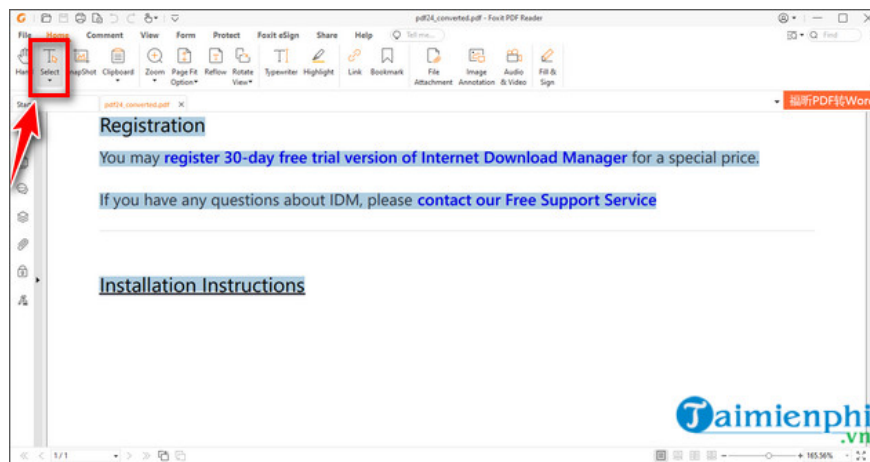 pdf24_converted.pdf - Foxit PDF Reader
File Home Comment View Form Protect Foxit eSign Share Help Tell me... Find
Hand Select SnapShot Clipboard Zoom Page Fit Option Reflow Rotate View Typewriter Highlight Link Bookmark File Attachment Image Annotation Audio & Video Fill & Sign
Start pdf24_converted.pdf 福昕PDF转Word
Registration
You may register 30-day free trial version of Internet Download Manager for a special price.
If you have any questions about IDM, please contact our Free Support Service
Installation Instructions
Taimienphi
.vn
1/1 165.56%